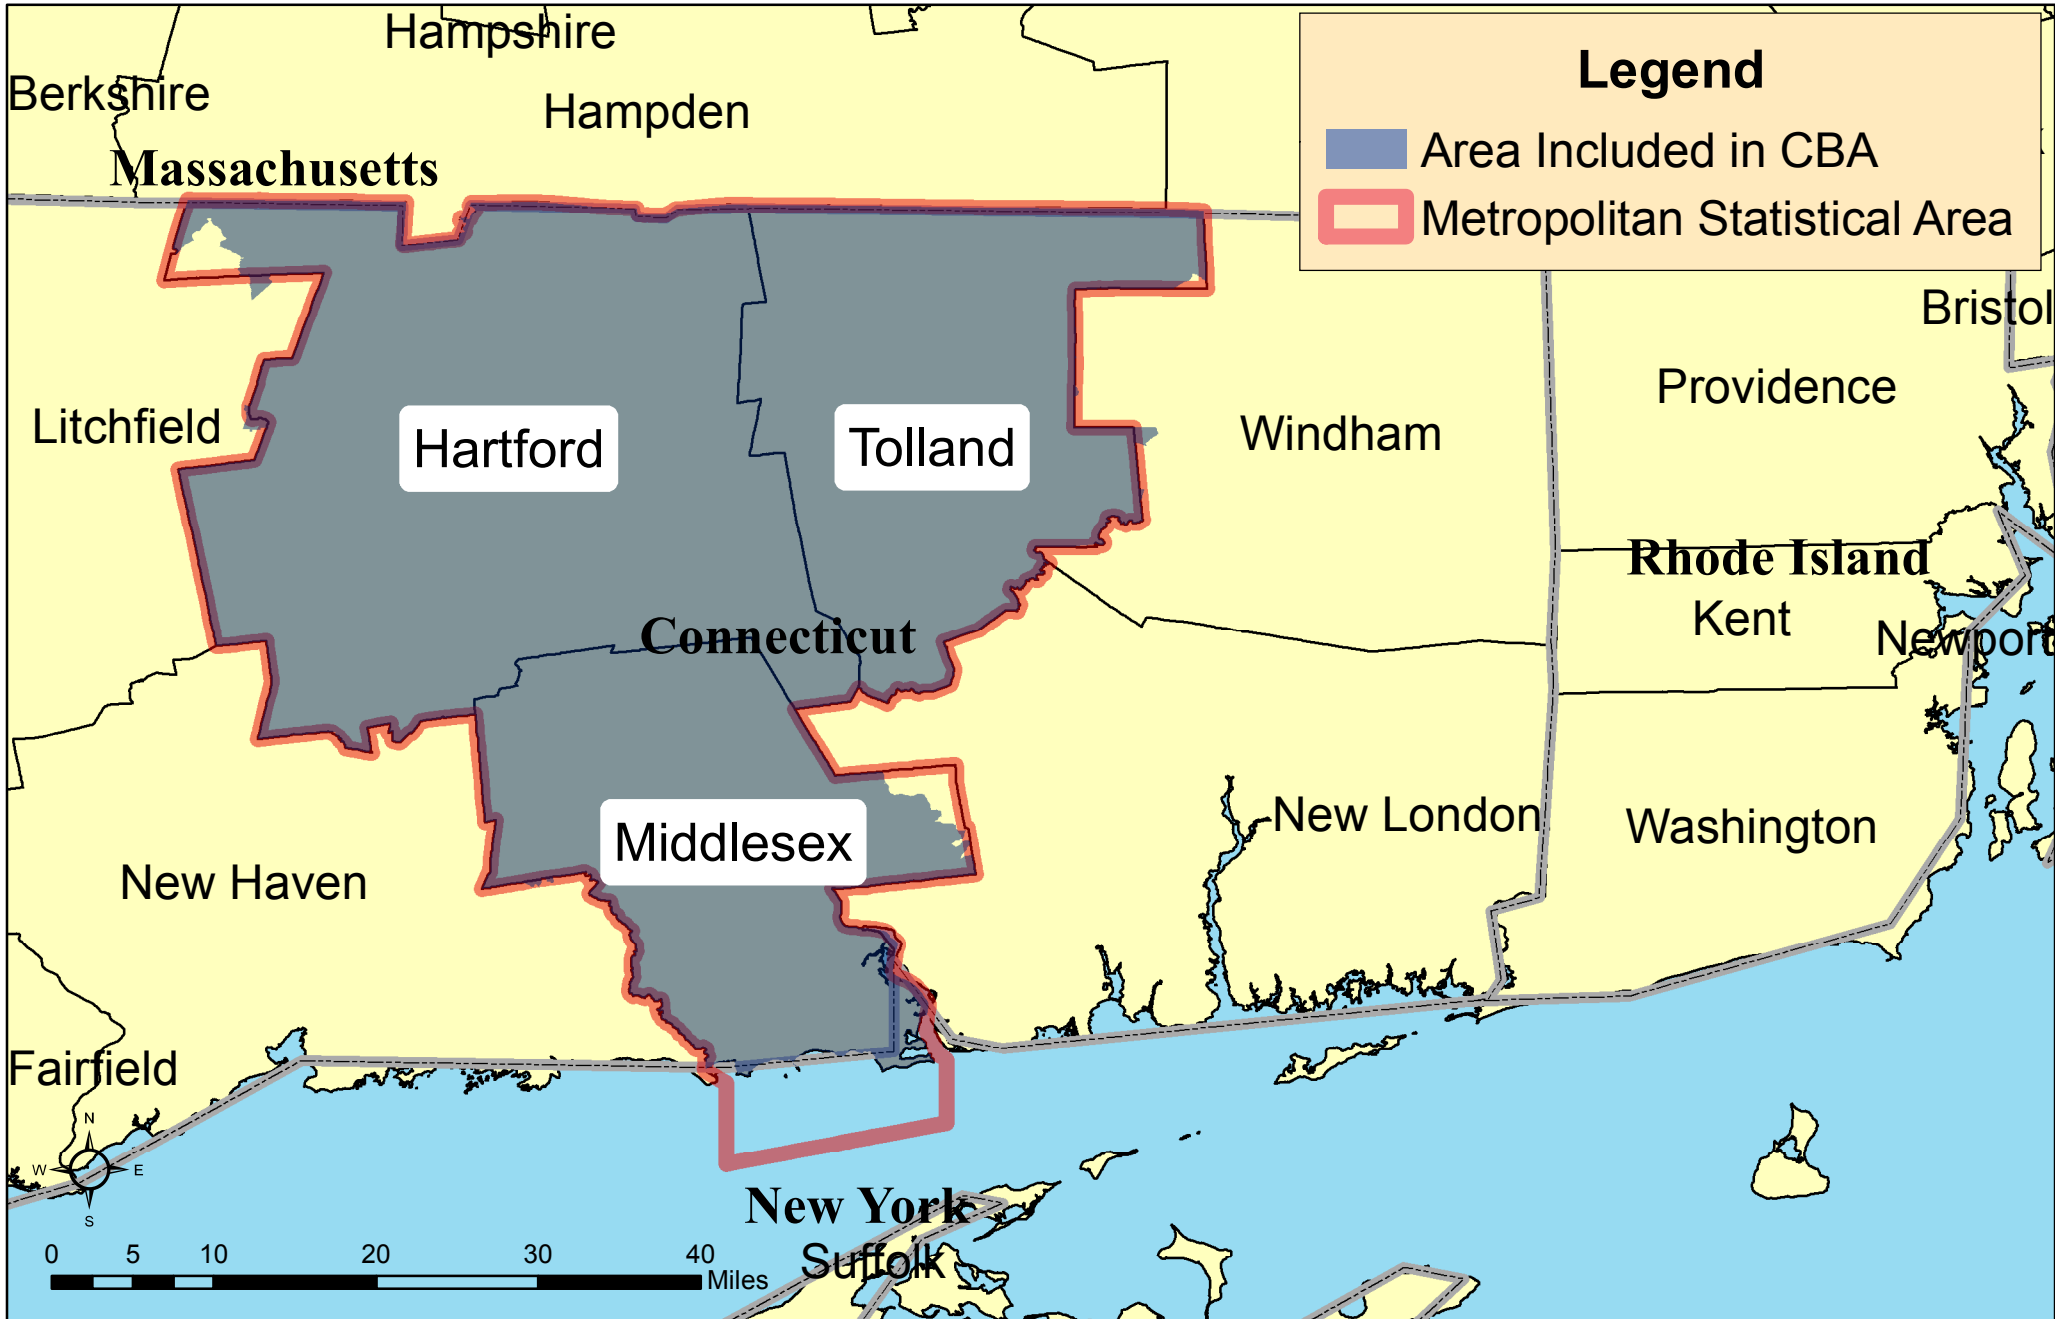 Hampshire
Berkshire
Hampden
Massachusetts
Legend
Area Included in CBA
Metropolitan Statistical Area
Bristol
Providence
Litchfield
Hartford
Tolland
Windham
Rhode Island
Kent
Connecticut
Newport
New London
Washington
Middlesex
New Haven
Fairfield
N
W
E
S
New York
Suffolk
0 5 10 20 30 40
Miles